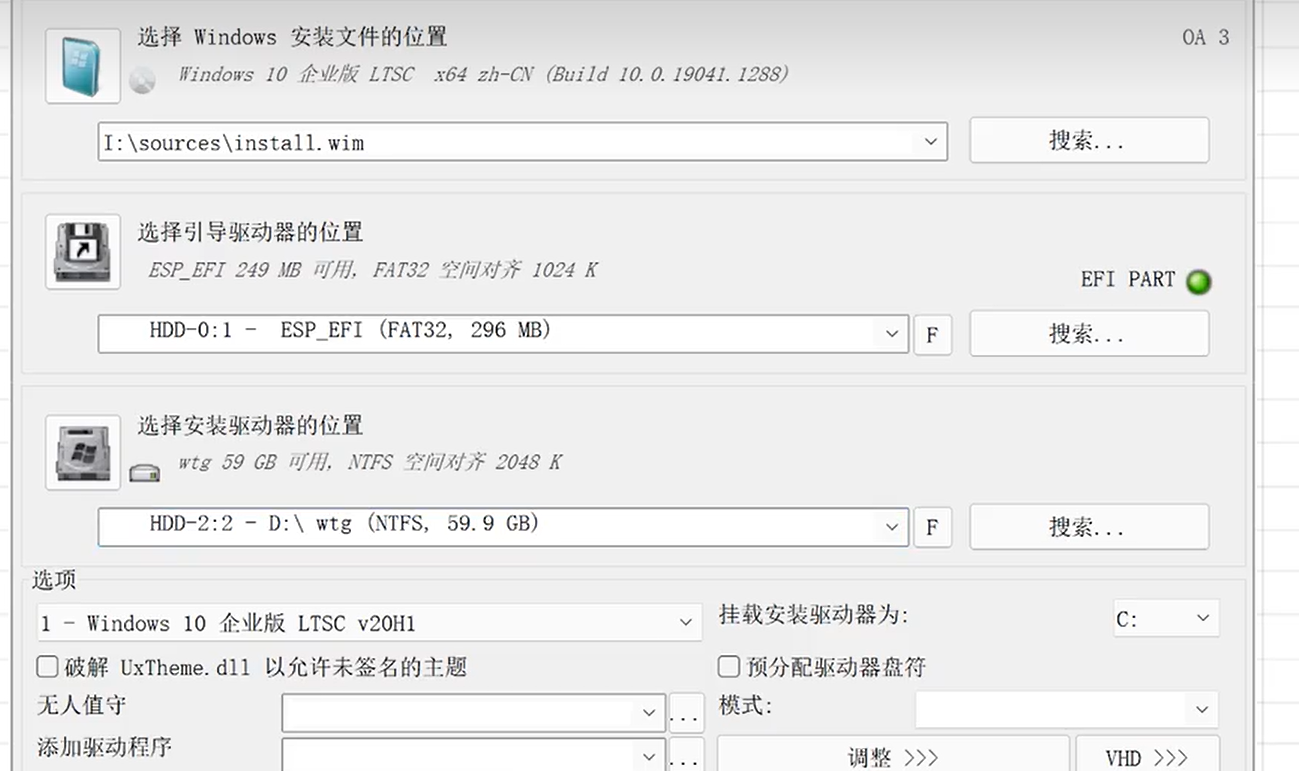 选择 Windows 安装文件的位置
OA 3
Windows 10 企业版 LTSC x64 zh-CN (Build 10.0.19041.1288)
I:\sources\install.wim
搜索...
选择引导驱动器的位置
ESP_EFI 249 MB 可用, FAT32 空间对齐 1024 K
EFI PART
HDD-0:1 - ESP_EFI (FAT32, 296 MB)
F
搜索...
选择安装驱动器的位置
wtg 59 GB 可用, NTFS 空间对齐 2048 K
HDD-2:2 - D:\ wtg (NTFS, 59.9 GB)
F
搜索...
选项
1 - Windows 10 企业版 LTSC v20H1
挂载安装驱动器为:
C:
破解 UxTheme.dll 以允许未签名的主题
预分配驱动器盘符
无人值守
...
模式:
添加驱动程序
...
调整 >>>
VHD >>>